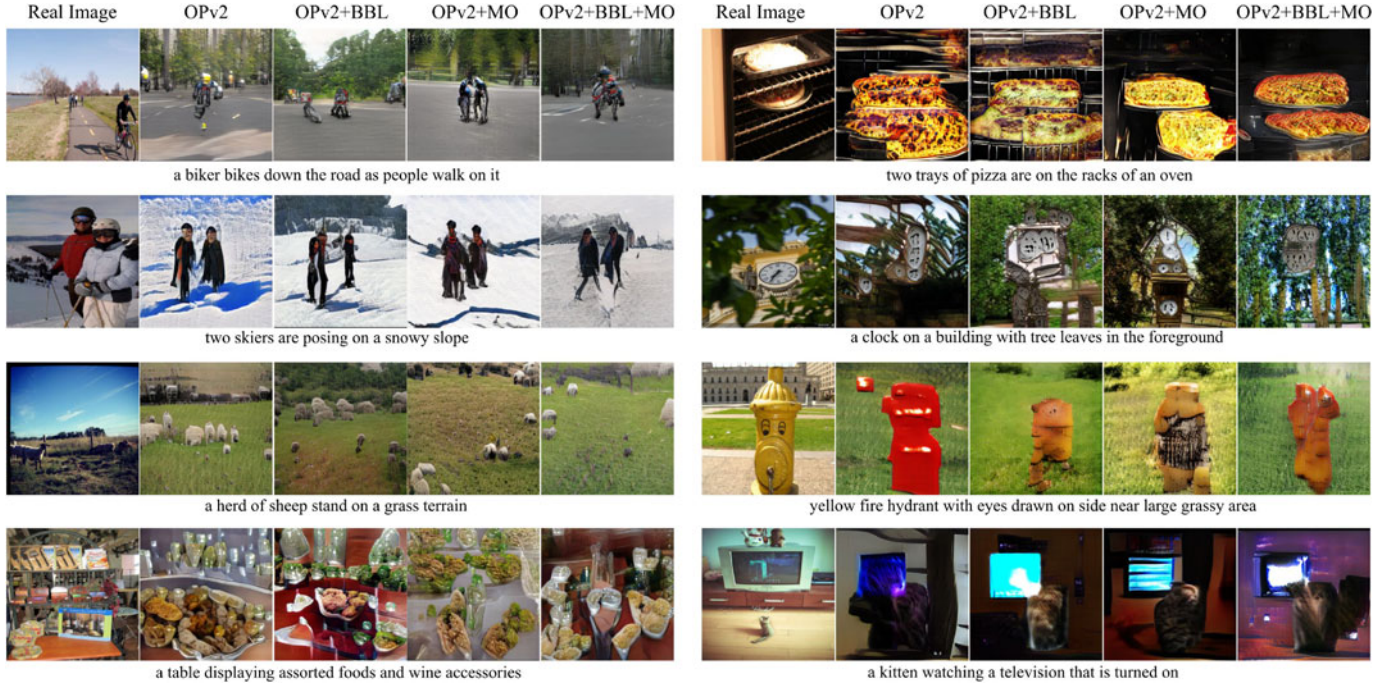 Real Image OPv2 OPv2+BBL OPv2+MO OPv2+BBL+MO
a biker bikes down the road as people walk on it
two skiers are posing on a snowy slope
a herd of sheep stand on a grass terrain
a table displaying assorted foods and wine accessories
Real Image OPv2 OPv2+BBL OPv2+MO OPv2+BBL+MO
two trays of pizza are on the racks of an oven
a clock on a building with tree leaves in the foreground
yellow fire hydrant with eyes drawn on side near large grassy area
a kitten watching a television that is turned on